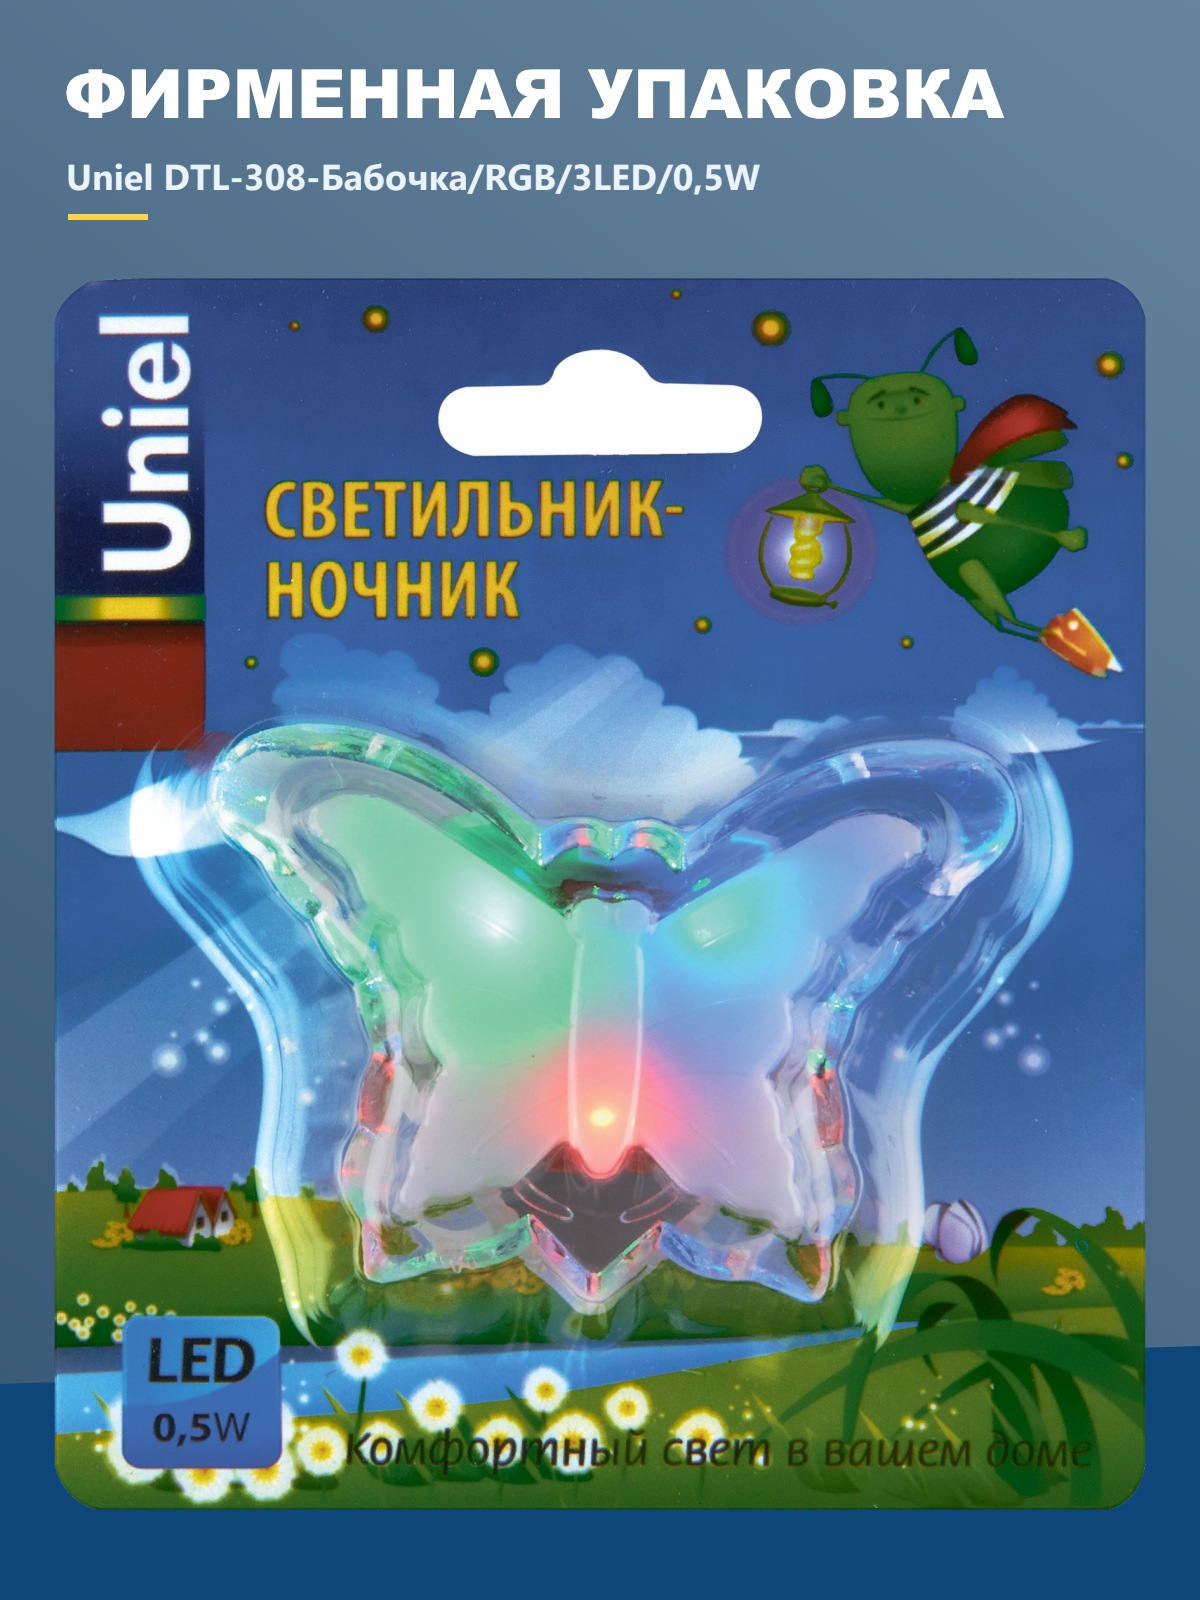 ФИРМЕННАЯ УПАКОВКА
Uniel DTL-308-Бабочка/RGB/3LED/0,5W
Uniel
СВЕТИЛЬНИК-
НОЧНИК
LED
0,5W
Комфортный свет в вашем доме